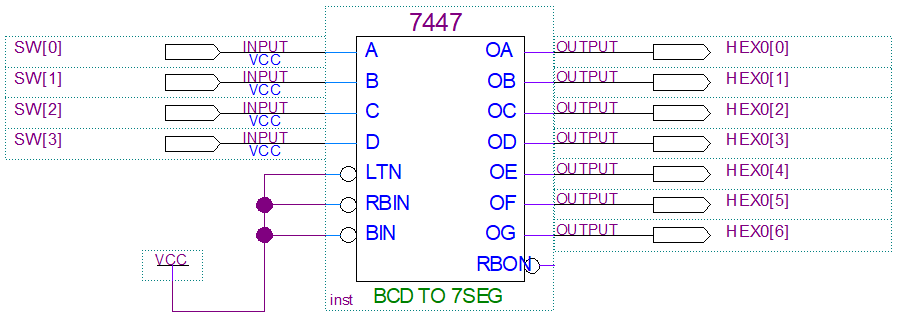 7447
SW[0] INPUT VCC A OA OUTPUT HEX0[0]
SW[1] INPUT VCC B OB OUTPUT HEX0[1]
SW[2] INPUT VCC C OC OUTPUT HEX0[2]
SW[3] INPUT VCC D OD OUTPUT HEX0[3]
LTN OE OUTPUT HEX0[4]
RBIN OF OUTPUT HEX0[5]
BIN OG OUTPUT HEX0[6]
VCC RBON
inst BCD TO 7SEG